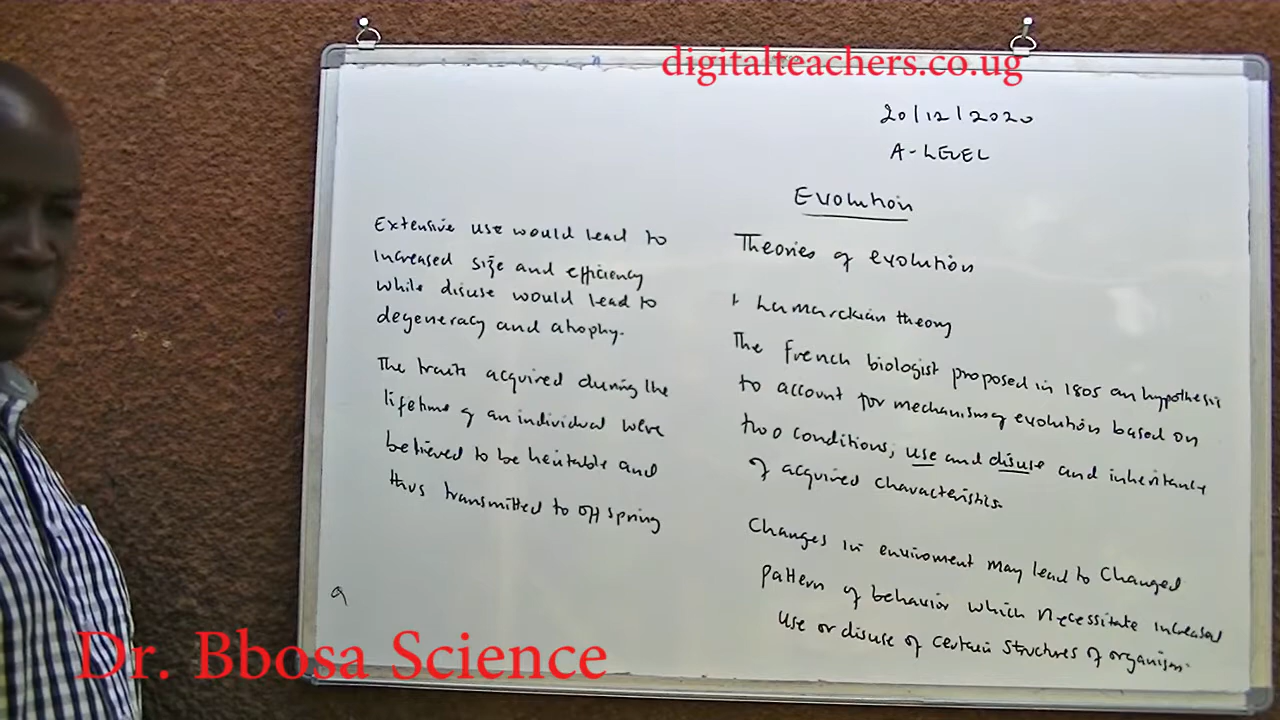 digitalteachers.co.ug
20/12/2020
A-LEVEL
Evolution
Theories of evolution
+ Lamarckian theory
The French biologist proposed in 1805 an hypothesis
to account for mechanism of evolution based on
two conditions; use and disuse and inheritancy
of acquired characteristics.
Changes in enviroment may lead to Changed
pattern of behavior which necessitate increased
use or disuse of certain structures of organism.
Extensive use would lead to
increased size and efficiency
while disuse would lead to
degeneracy and atrophy.
The traits acquired during the
lifetime of an individual were
believed to be heritable and
thus transmitted to offspring
Dr. Bbosa Science